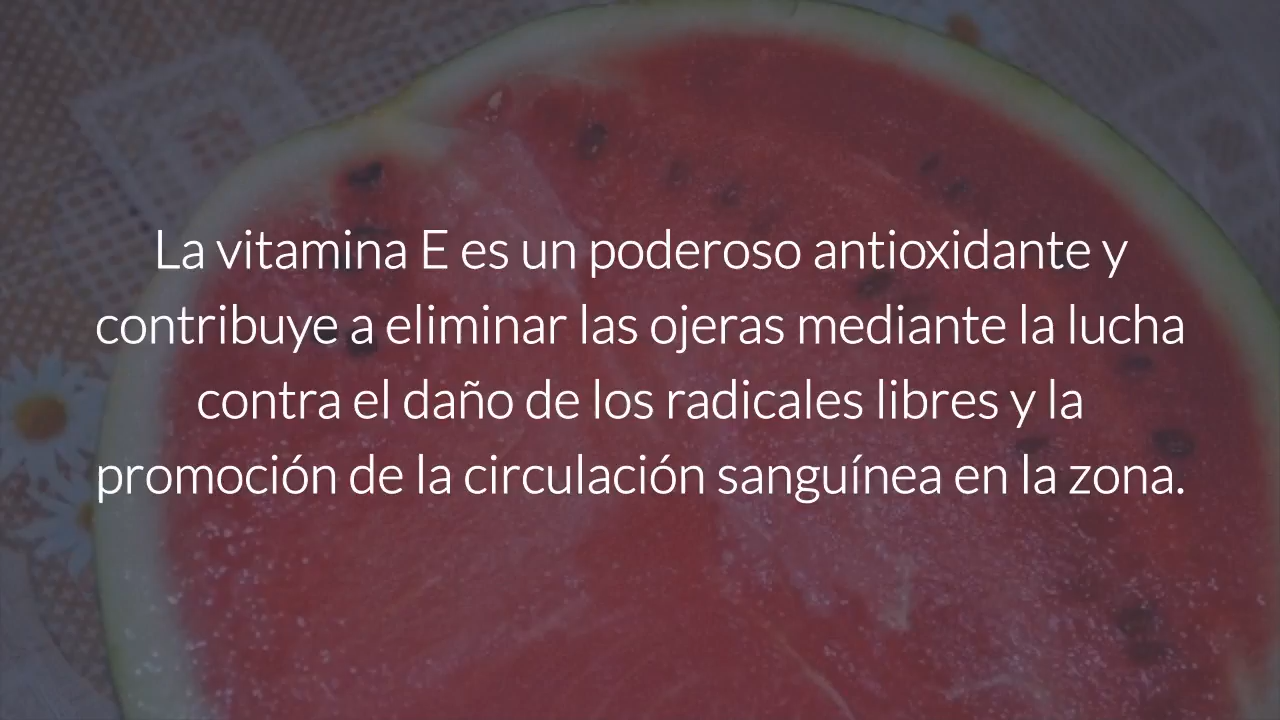 La vitamina E es un poderoso antioxidante y
contribuye a eliminar las ojeras mediante la lucha
contra el daño de los radicales libres y la
promoción de la circulación sanguínea en la zona.